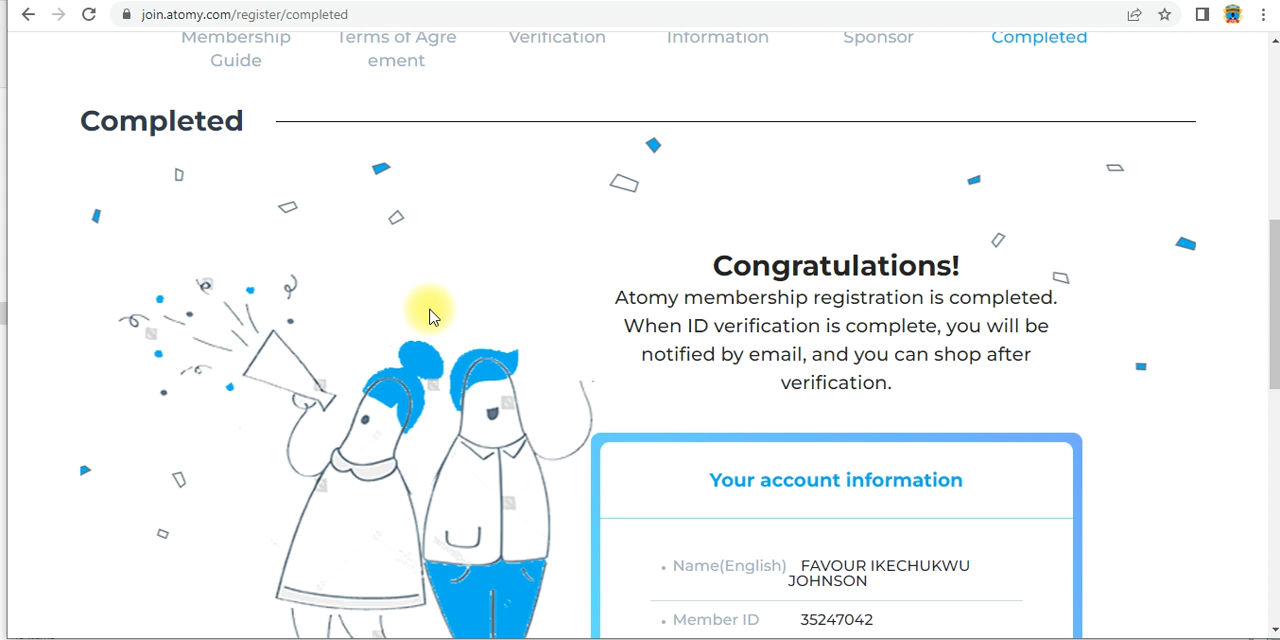 join.atomy.com/register/completed
Membership Terms of Agre Verification Information Sponsor Completed
Guide ement
Completed
Congratulations!
Atomy membership registration is completed.
When ID verification is complete, you will be
notified by email, and you can shop after
verification.
Your account information
• Name(English) FAVOUR IKECHUKWU
JOHNSON
• Member ID 35247042